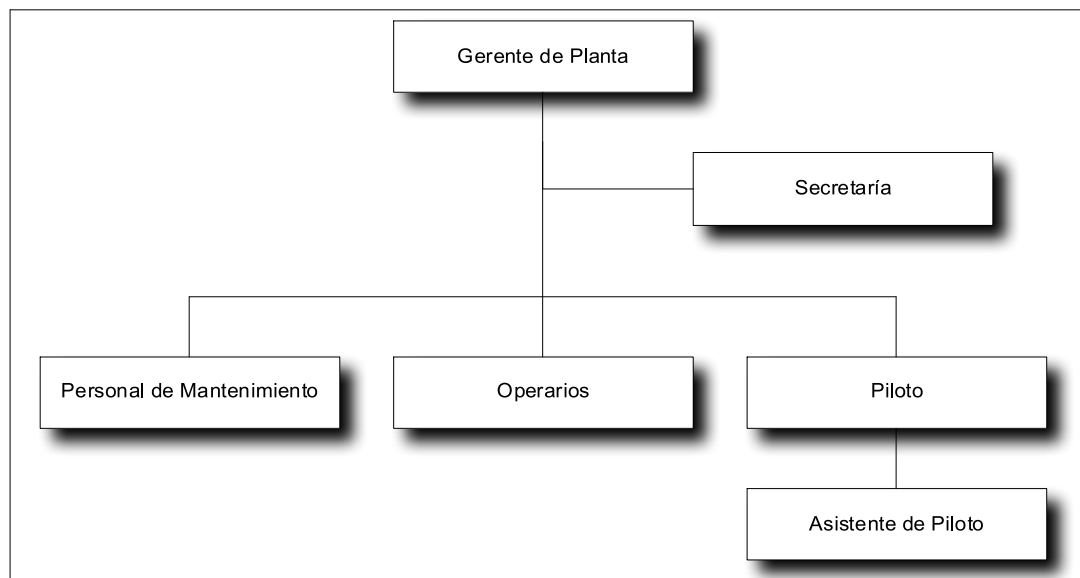 Gerente de Planta
Secretaría
Personal de Mantenimiento
Operarios
Piloto
Asistente de Piloto